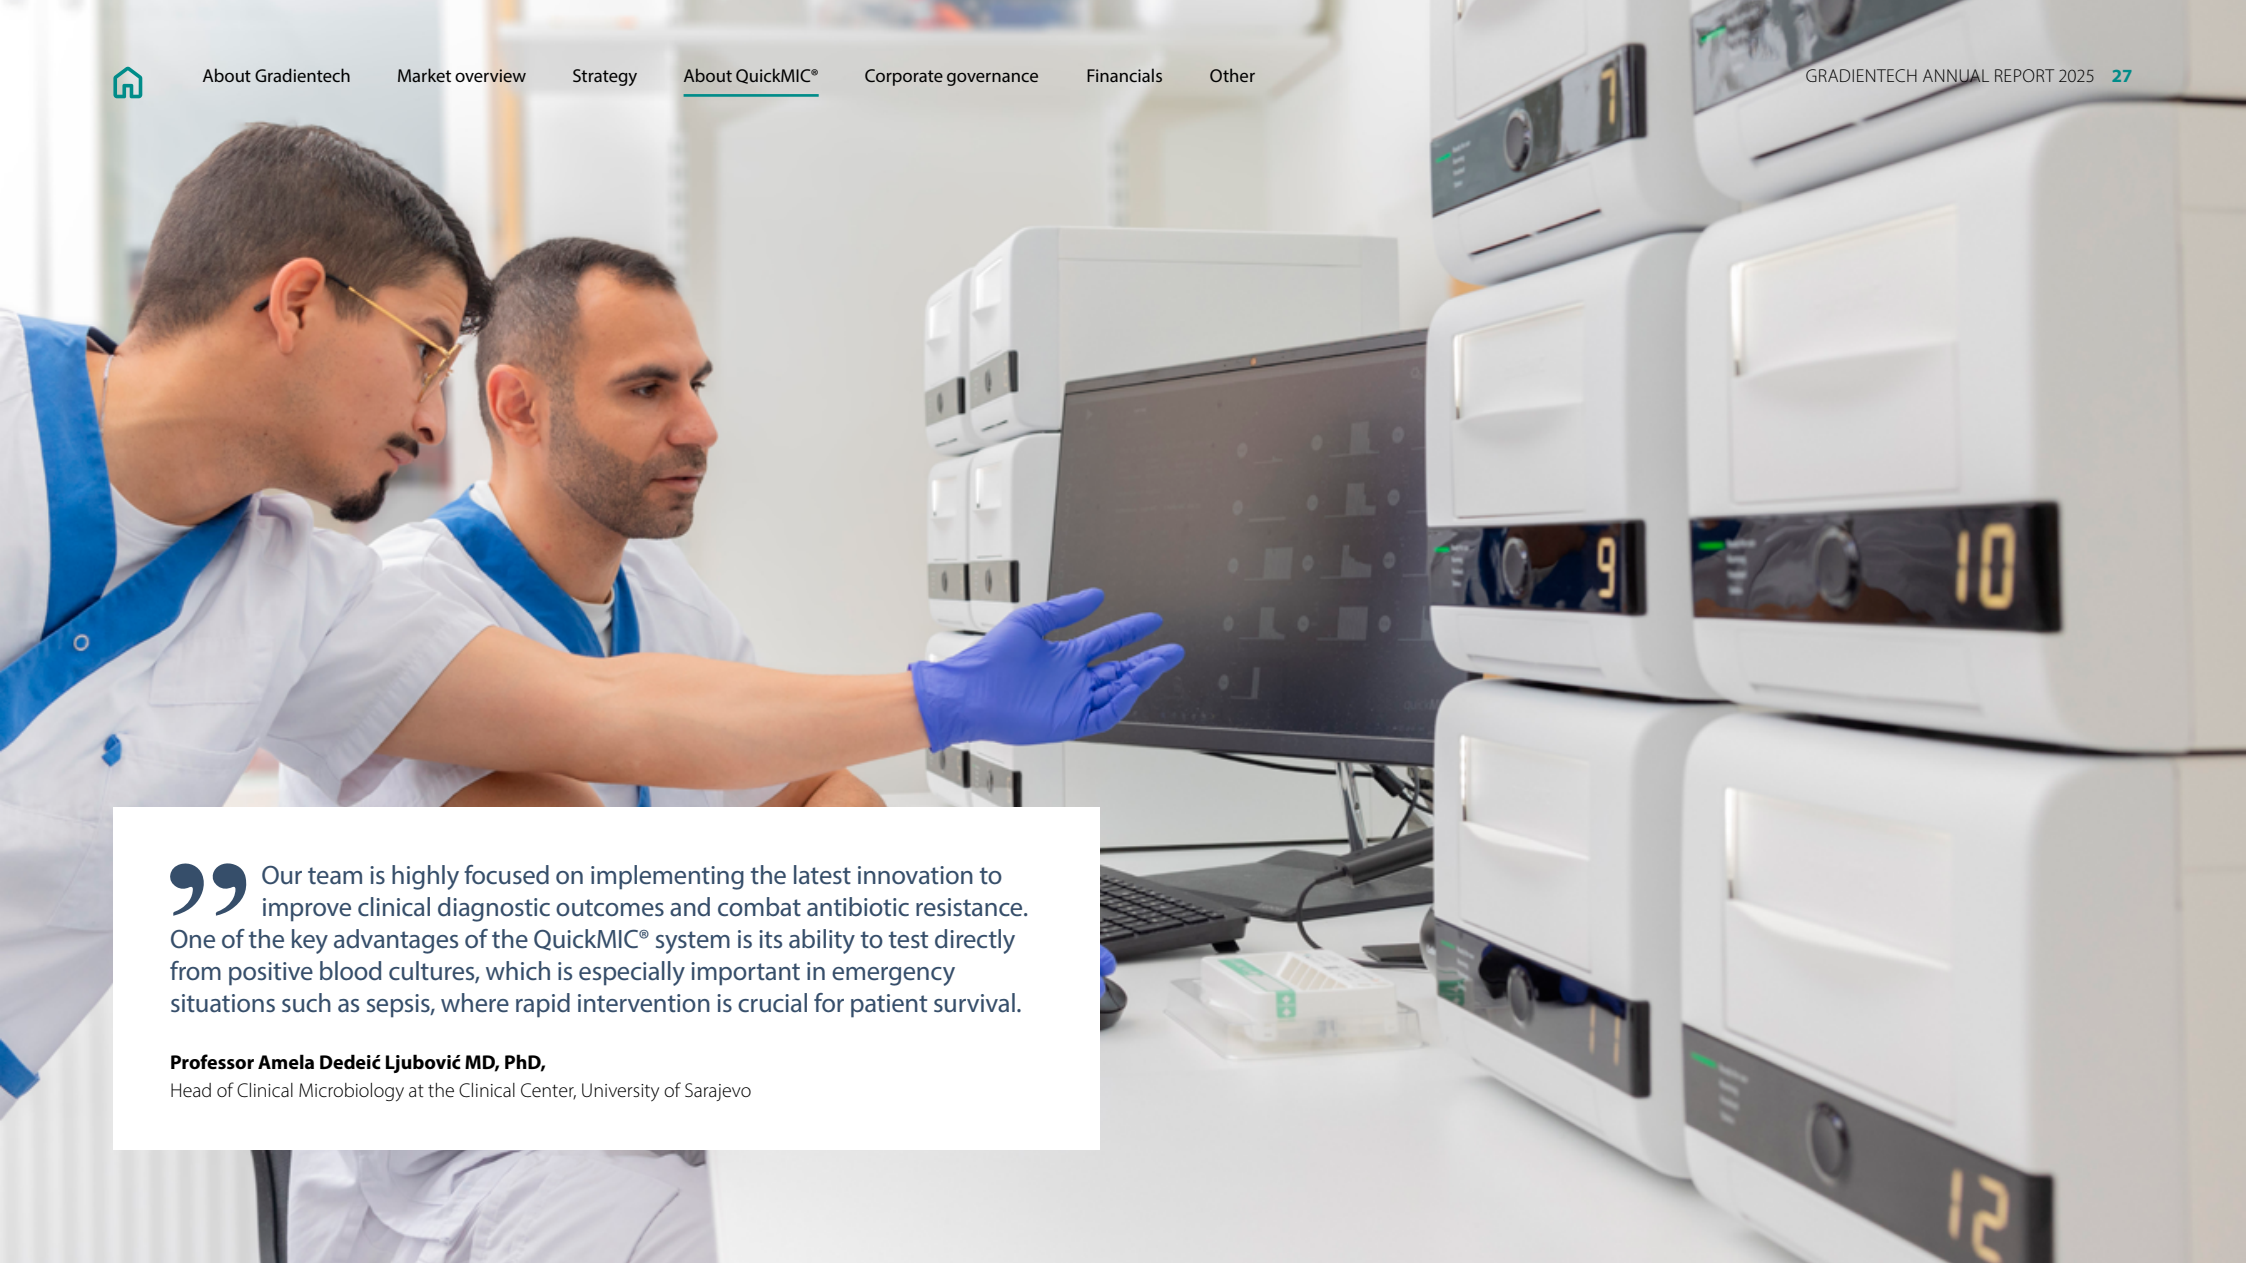 About Gradientech Market overview Strategy About QuickMIC® Corporate governance Financials Other
GRADIENTECH ANNUAL REPORT 2025 27
7
9
10
11
12
Our team is highly focused on implementing the latest innovation to
improve clinical diagnostic outcomes and combat antibiotic resistance.
One of the key advantages of the QuickMIC® system is its ability to test directly
from positive blood cultures, which is especially important in emergency
situations such as sepsis, where rapid intervention is crucial for patient survival.
Professor Amela Dedeić Ljubović MD, PhD,
Head of Clinical Microbiology at the Clinical Center, University of Sarajevo